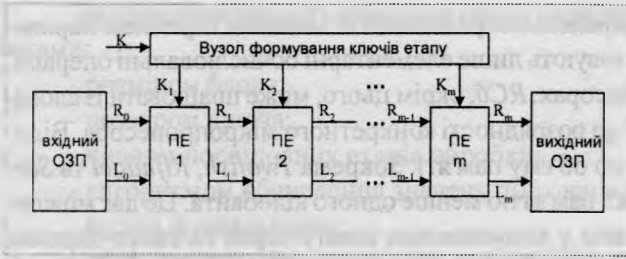 K
Вузол формування ключів етапу
K₁ K₂ ... Kₘ
R₀ R₁ R₂ ... Rₘ₋₁ Rₘ
вхідний ОЗП
ПЕ 1
ПЕ 2
ПЕ m
вихідний ОЗП
L₀ L₁ L₂ ... Lₘ₋₁ Lₘ